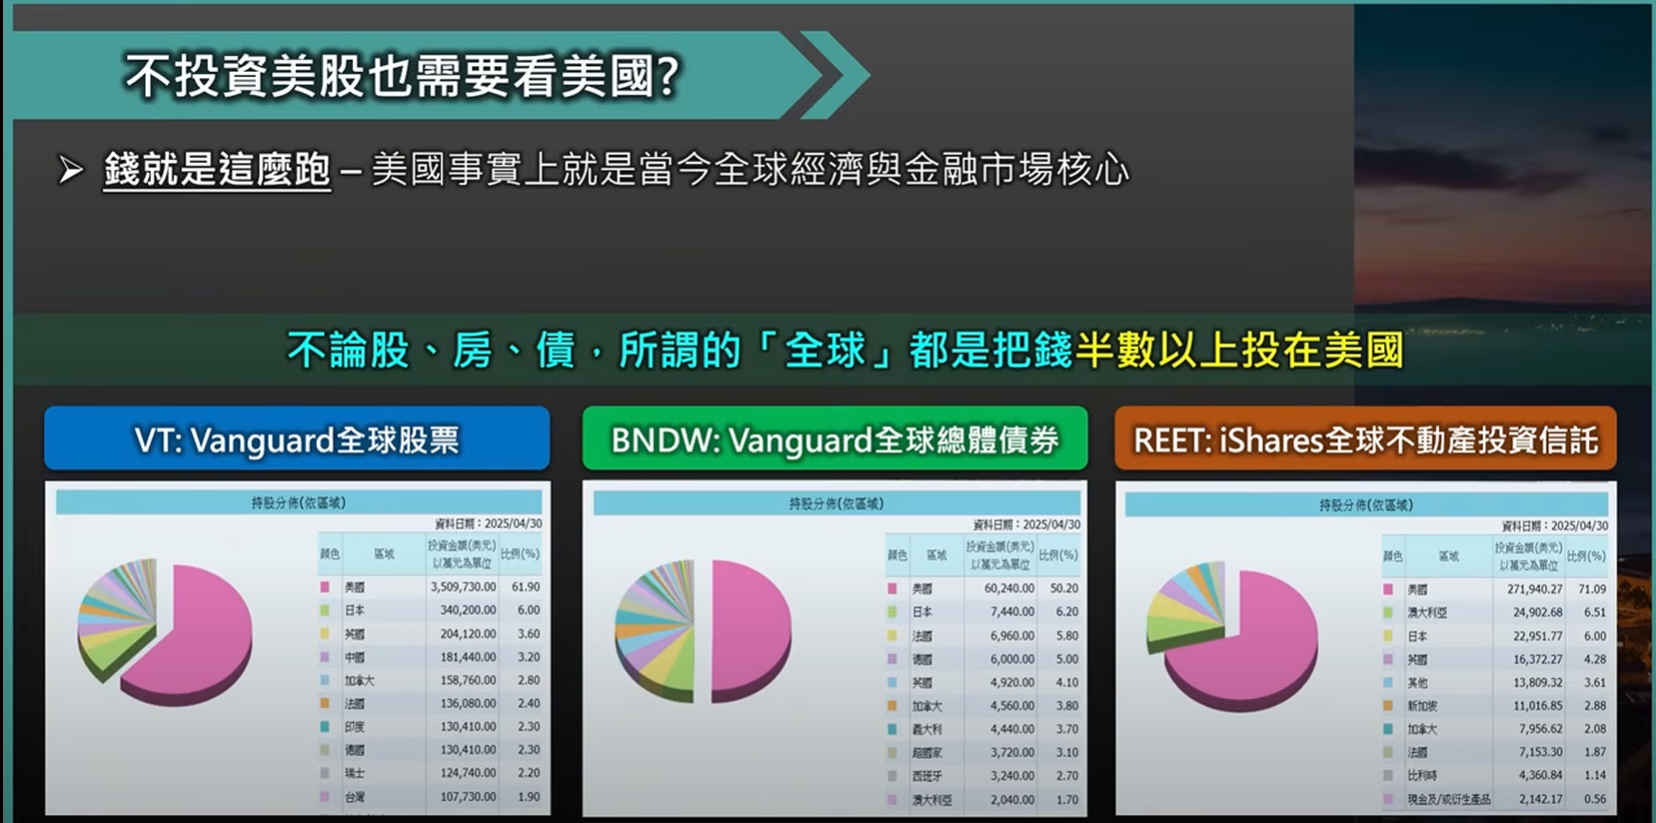 不投資美股也需要看美國?
➢ 錢就是這麼跑 – 美國事實上就是當今全球經濟與金融市場核心
不論股、房、債，所謂的「全球」都是把錢半數以上投在美國
VT: Vanguard全球股票
持股分佈(依區域)
資料日期：2025/04/30
顏色 區域 投資金額(美元) 以萬元為單位 比例(%)
美國 3,509,730.00 61.90
日本 340,200.00 6.00
英國 204,120.00 3.60
中國 181,440.00 3.20
加拿大 158,760.00 2.80
法國 136,080.00 2.40
印度 130,410.00 2.30
德國 130,410.00 2.30
瑞士 124,740.00 2.20
台灣 107,730.00 1.90
BNDW: Vanguard全球總體債券
持股分佈(依區域)
資料日期：2025/04/30
顏色 區域 投資金額(美元) 以萬元為單位 比例(%)
美國 60,240.00 50.20
日本 7,440.00 6.20
法國 6,960.00 5.80
德國 6,000.00 5.00
英國 4,920.00 4.10
加拿大 4,560.00 3.80
義大利 4,440.00 3.70
超國家 3,720.00 3.10
西班牙 3,240.00 2.70
澳大利亞 2,040.00 1.70
REET: iShares全球不動產投資信託
持股分佈(依區域)
資料日期：2025/04/30
顏色 區域 投資金額(美元) 以萬元為單位 比例(%)
美國 271,940.27 71.09
澳大利亞 24,902.68 6.51
日本 22,951.77 6.00
英國 16,372.27 4.28
其他 13,809.32 3.61
新加坡 11,016.85 2.88
加拿大 7,956.62 2.08
法國 7,153.30 1.87
比利時 4,360.84 1.14
現金及/或衍生產品 2,142.17 0.56